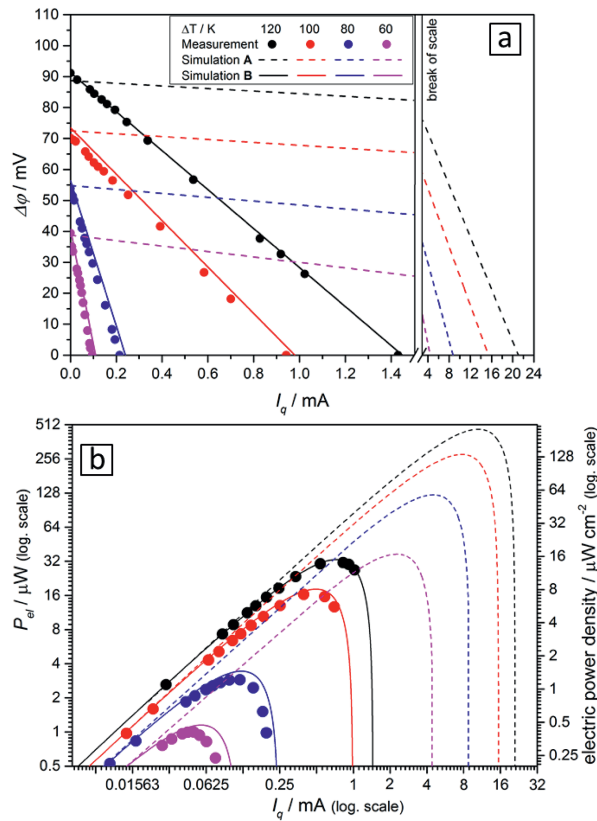 a
ΔT / K 120 100 80 60
Measurement
Simulation A
Simulation B
break of scale
110
100
90
80
70
60
50
40
30
20
10
0
Δφ / mV
0.0 0.2 0.4 0.6 0.8 1.0 1.2 1.4 4 8 12 16 20 24
I_q / mA
b
512
256
128
64
32
16
8
4
2
1
0.5
P_el / μW (log. scale)
128
64
32
16
8
4
2
1
0.5
0.25
electric power density / μW cm⁻² (log. scale)
0.01563 0.0625 0.25 1 2 4 8 16 32
I_q / mA (log. scale)